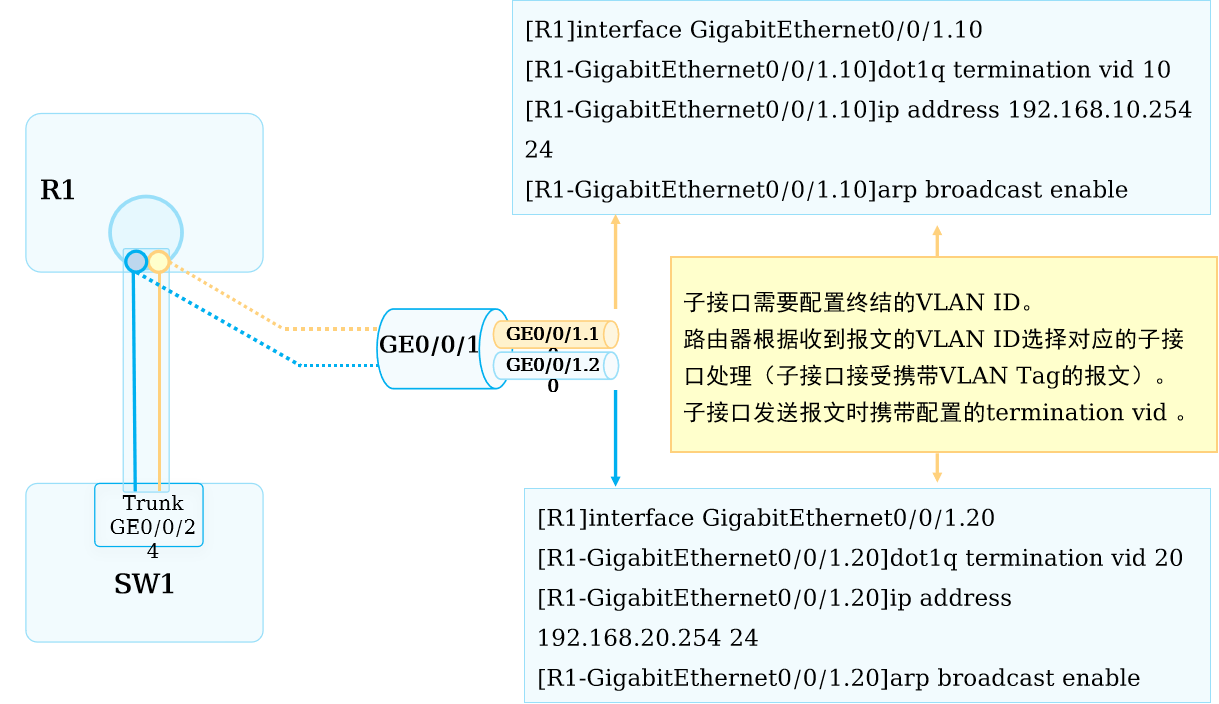 [R1]interface GigabitEthernet0/0/1.10
[R1-GigabitEthernet0/0/1.10]dot1q termination vid 10
[R1-GigabitEthernet0/0/1.10]ip address 192.168.10.254
24
[R1-GigabitEthernet0/0/1.10]arp broadcast enable
R1
GE0/0/1
GE0/0/1.1
0
GE0/0/1.2
0
子接口需要配置终结的VLAN ID。
路由器根据收到报文的VLAN ID选择对应的子接
口处理（子接口接受携带VLAN Tag的报文）。
子接口发送报文时携带配置的termination vid 。
Trunk
GE0/0/2
4
SW1
[R1]interface GigabitEthernet0/0/1.20
[R1-GigabitEthernet0/0/1.20]dot1q termination vid 20
[R1-GigabitEthernet0/0/1.20]ip address
192.168.20.254 24
[R1-GigabitEthernet0/0/1.20]arp broadcast enable